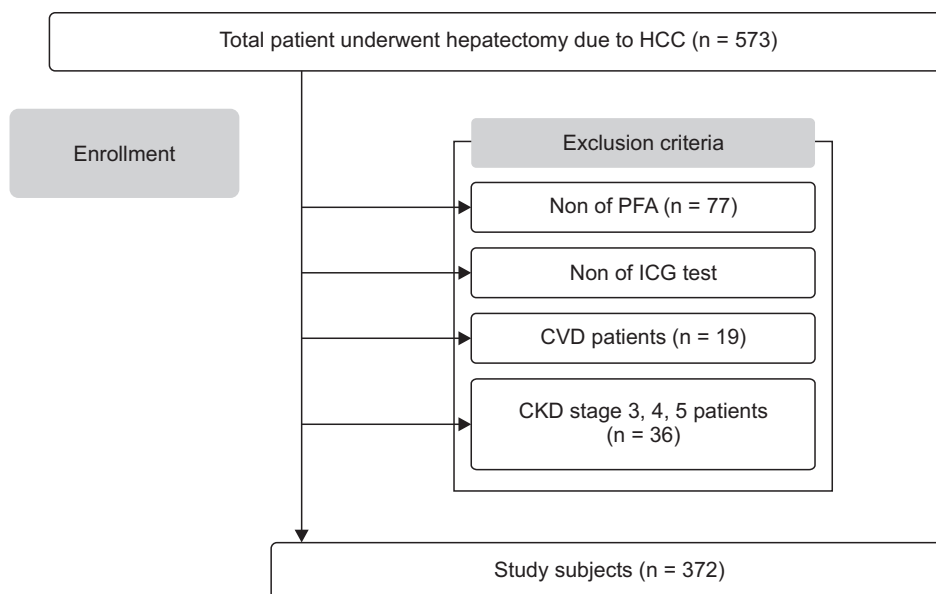 Total patient underwent hepatectomy due to HCC (n = 573)
Enrollment
Exclusion criteria
Non of PFA (n = 77)
Non of ICG test
CVD patients (n = 19)
CKD stage 3, 4, 5 patients
(n = 36)
Study subjects (n = 372)